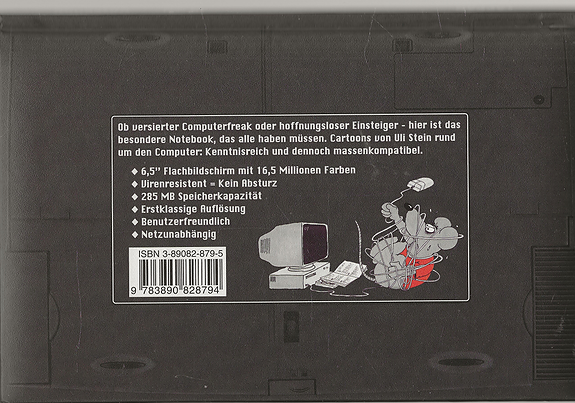 Ob versierter Computerfreak oder hoffnungsloser Einsteiger - hier ist das
besondere Notebook, das alle haben müssen. Cartoons von Uli Stein rund
um den Computer: Kenntnisreich und dennoch massenkompatibel.
◆ 6,5" Flachbildschirm mit 16,5 Millionen Farben
◆ Virenresistent = Kein Absturz
◆ 285 MB Speicherkapazität
◆ Erstklassige Auflösung
◆ Benutzerfreundlich
◆ Netzunabhängig
ISBN 3-89082-879-5
9 783890 828794